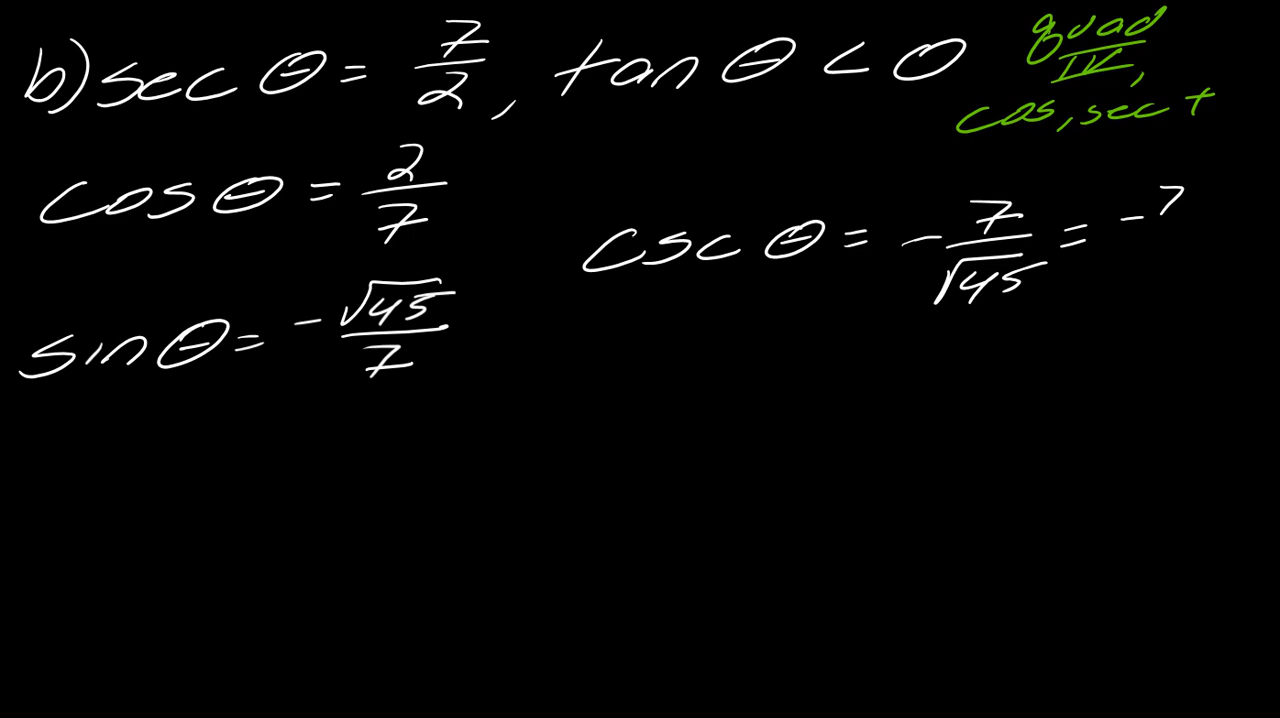 b) sec θ = 7/2, tan θ < 0
quad
IV,
cos, sec +
cos θ = 2/7
csc θ = -7/√45 = -7
sin θ = -√45/7